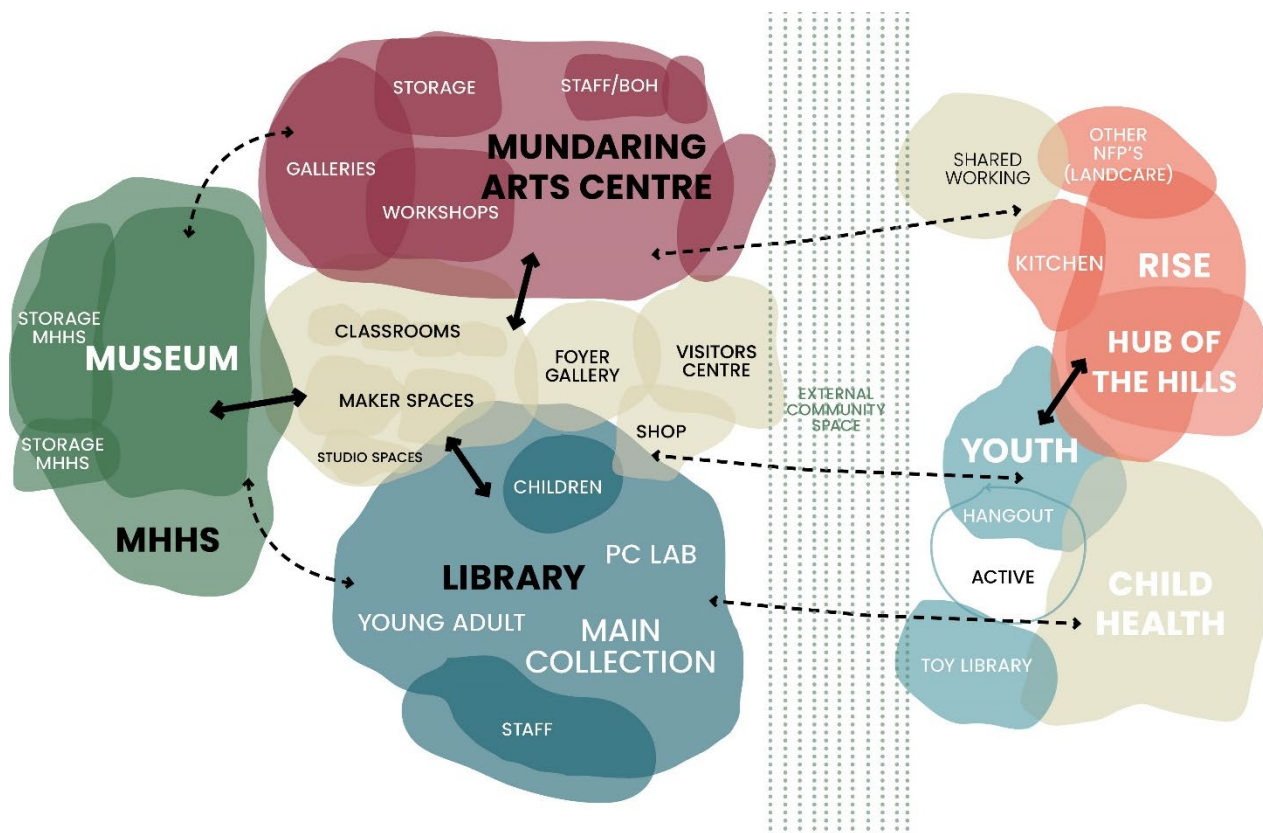 STORAGE
STAFF/BOH
MUNDARING
ARTS CENTRE
GALLERIES
WORKSHOPS
STORAGE
MHHS
MUSEUM
STORAGE
MHHS
MHHS
CLASSROOMS
MAKER SPACES
STUDIO SPACES
FOYER
GALLERY
VISITORS
CENTRE
SHOP
CHILDREN
PC LAB
LIBRARY
YOUNG ADULT
MAIN
COLLECTION
STAFF
EXTERNAL
COMMUNITY
SPACE
SHARED
WORKING
OTHER
NFP'S
(LANDCARE)
KITCHEN
RISE
HUB OF
THE HILLS
YOUTH
HANGOUT
ACTIVE
CHILD
HEALTH
TOY LIBRARY